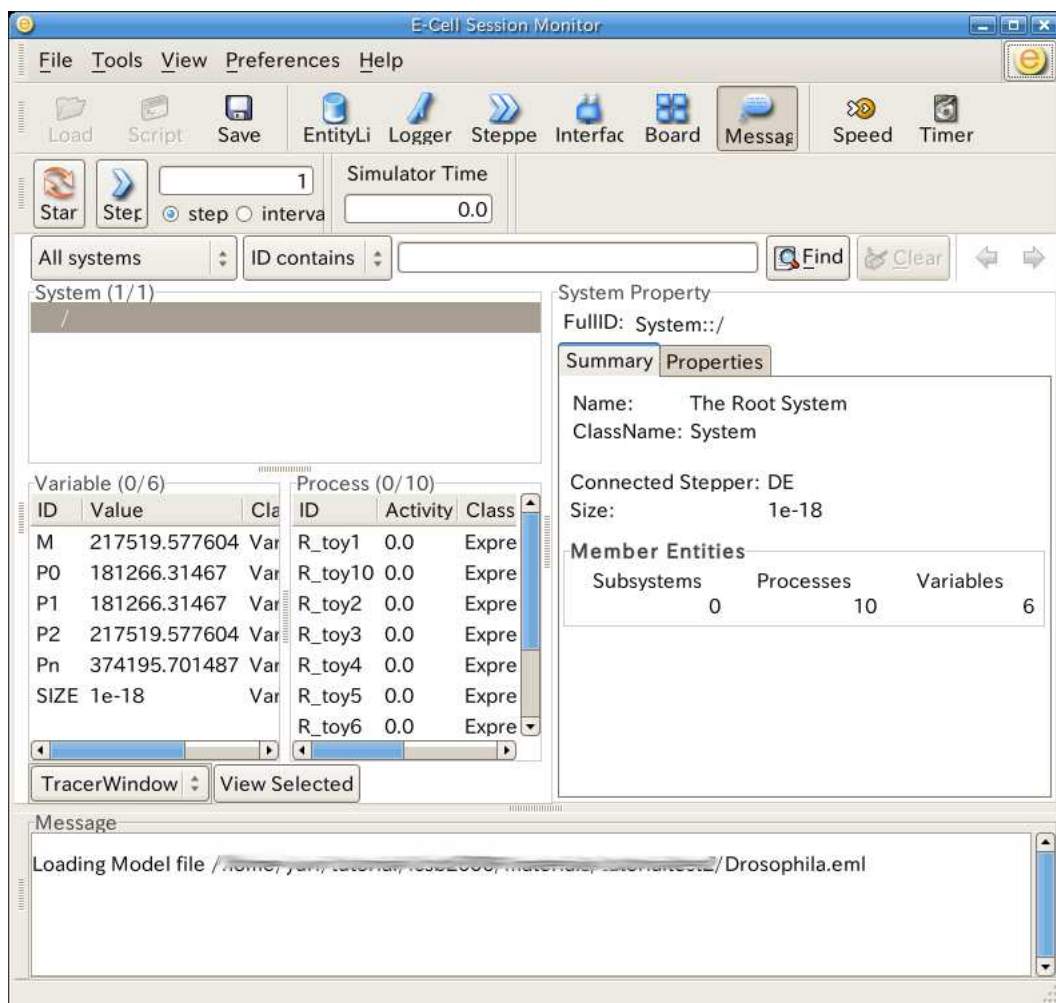 E-Cell Session Monitor
File Tools View Preferences Help
Load Script Save EntityLi Logger Steppe Interfac Board Messag Speed Timer
Star Step 1 step interva Simulator Time 0.0
All systems ID contains Find Clear
System (1/1)
/
Variable (0/6)
ID Value Cla
M 217519.577604 Var
P0 181266.31467 Var
P1 181266.31467 Var
P2 217519.577604 Var
Pn 374195.701487 Var
SIZE 1e-18 Var
Process (0/10)
ID Activity Class
R_toy1 0.0 Expre
R_toy10 0.0 Expre
R_toy2 0.0 Expre
R_toy3 0.0 Expre
R_toy4 0.0 Expre
R_toy5 0.0 Expre
R_toy6 0.0 Expre
TracerWindow View Selected
System Property
FullID: System::/
Summary Properties
Name: The Root System
ClassName: System
Connected Stepper: DE
Size: 1e-18
Member Entities
Subsystems Processes Variables
0 10 6
Message
Loading Model file /Drosophila.eml